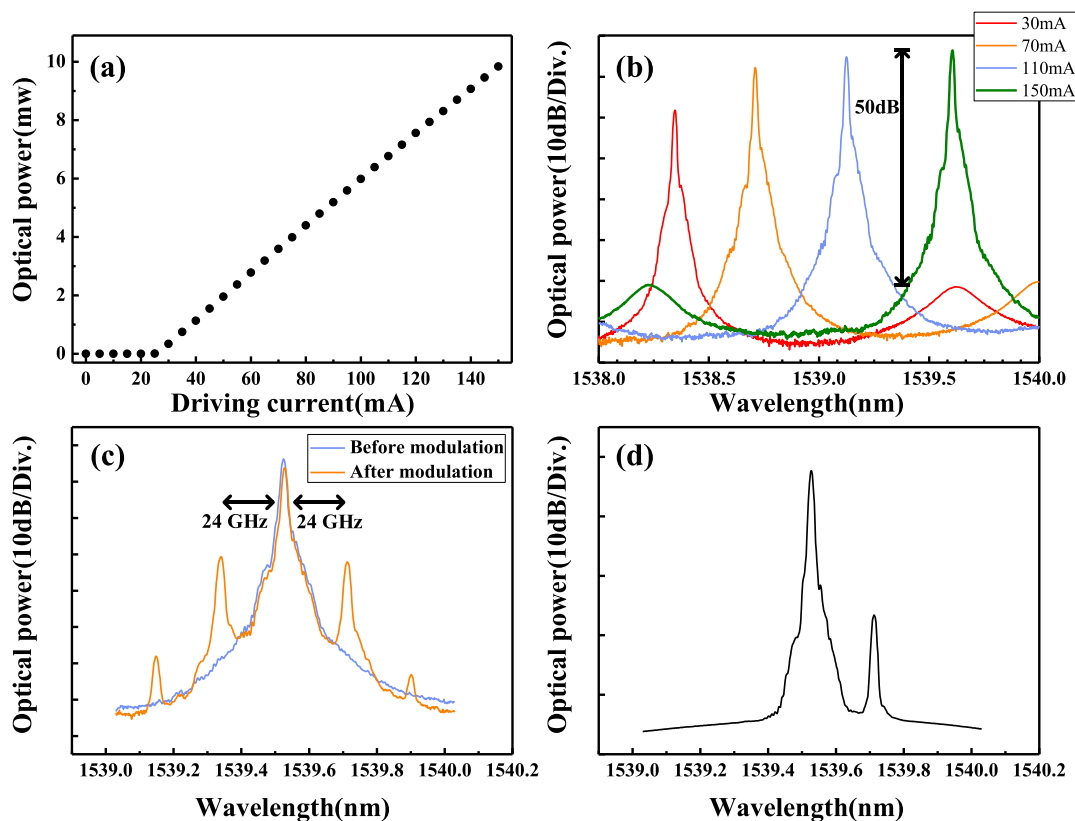 (a)
Optical power(mw)
10
8
6
4
2
0
0 20 40 60 80 100 120 140
Driving current(mA)
(b)
30mA
70mA
110mA
150mA
50dB
Optical power(10dB/Div.)
1538.0 1538.5 1539.0 1539.5 1540.0
Wavelength(nm)
(c)
Before modulation
After modulation
24 GHz 24 GHz
Optical power(10dB/Div.)
1539.0 1539.2 1539.4 1539.6 1539.8 1540.0 1540.2
Wavelength(nm)
(d)
Optical power(10dB/Div.)
1539.0 1539.2 1539.4 1539.6 1539.8 1540.0 1540.2
Wavelength(nm)